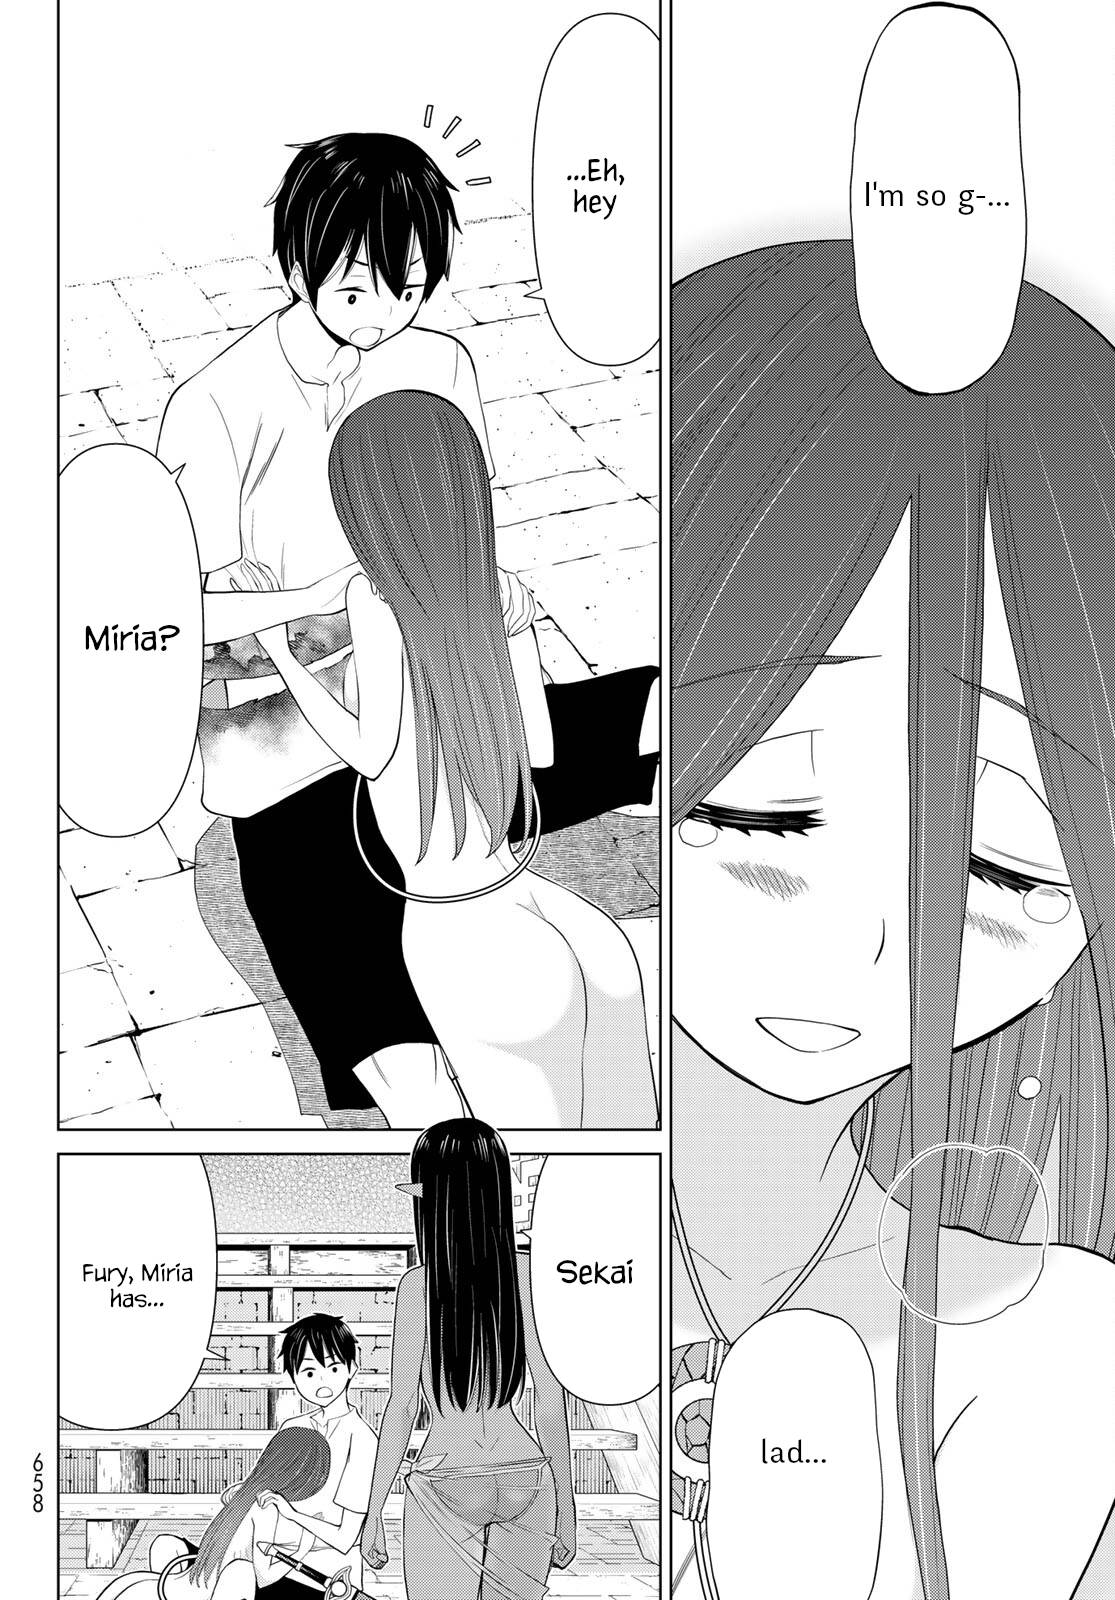 I'm so g-...
lad...
...Eh,
hey
Miria?
Sekai
Fury, Miria
has...
658